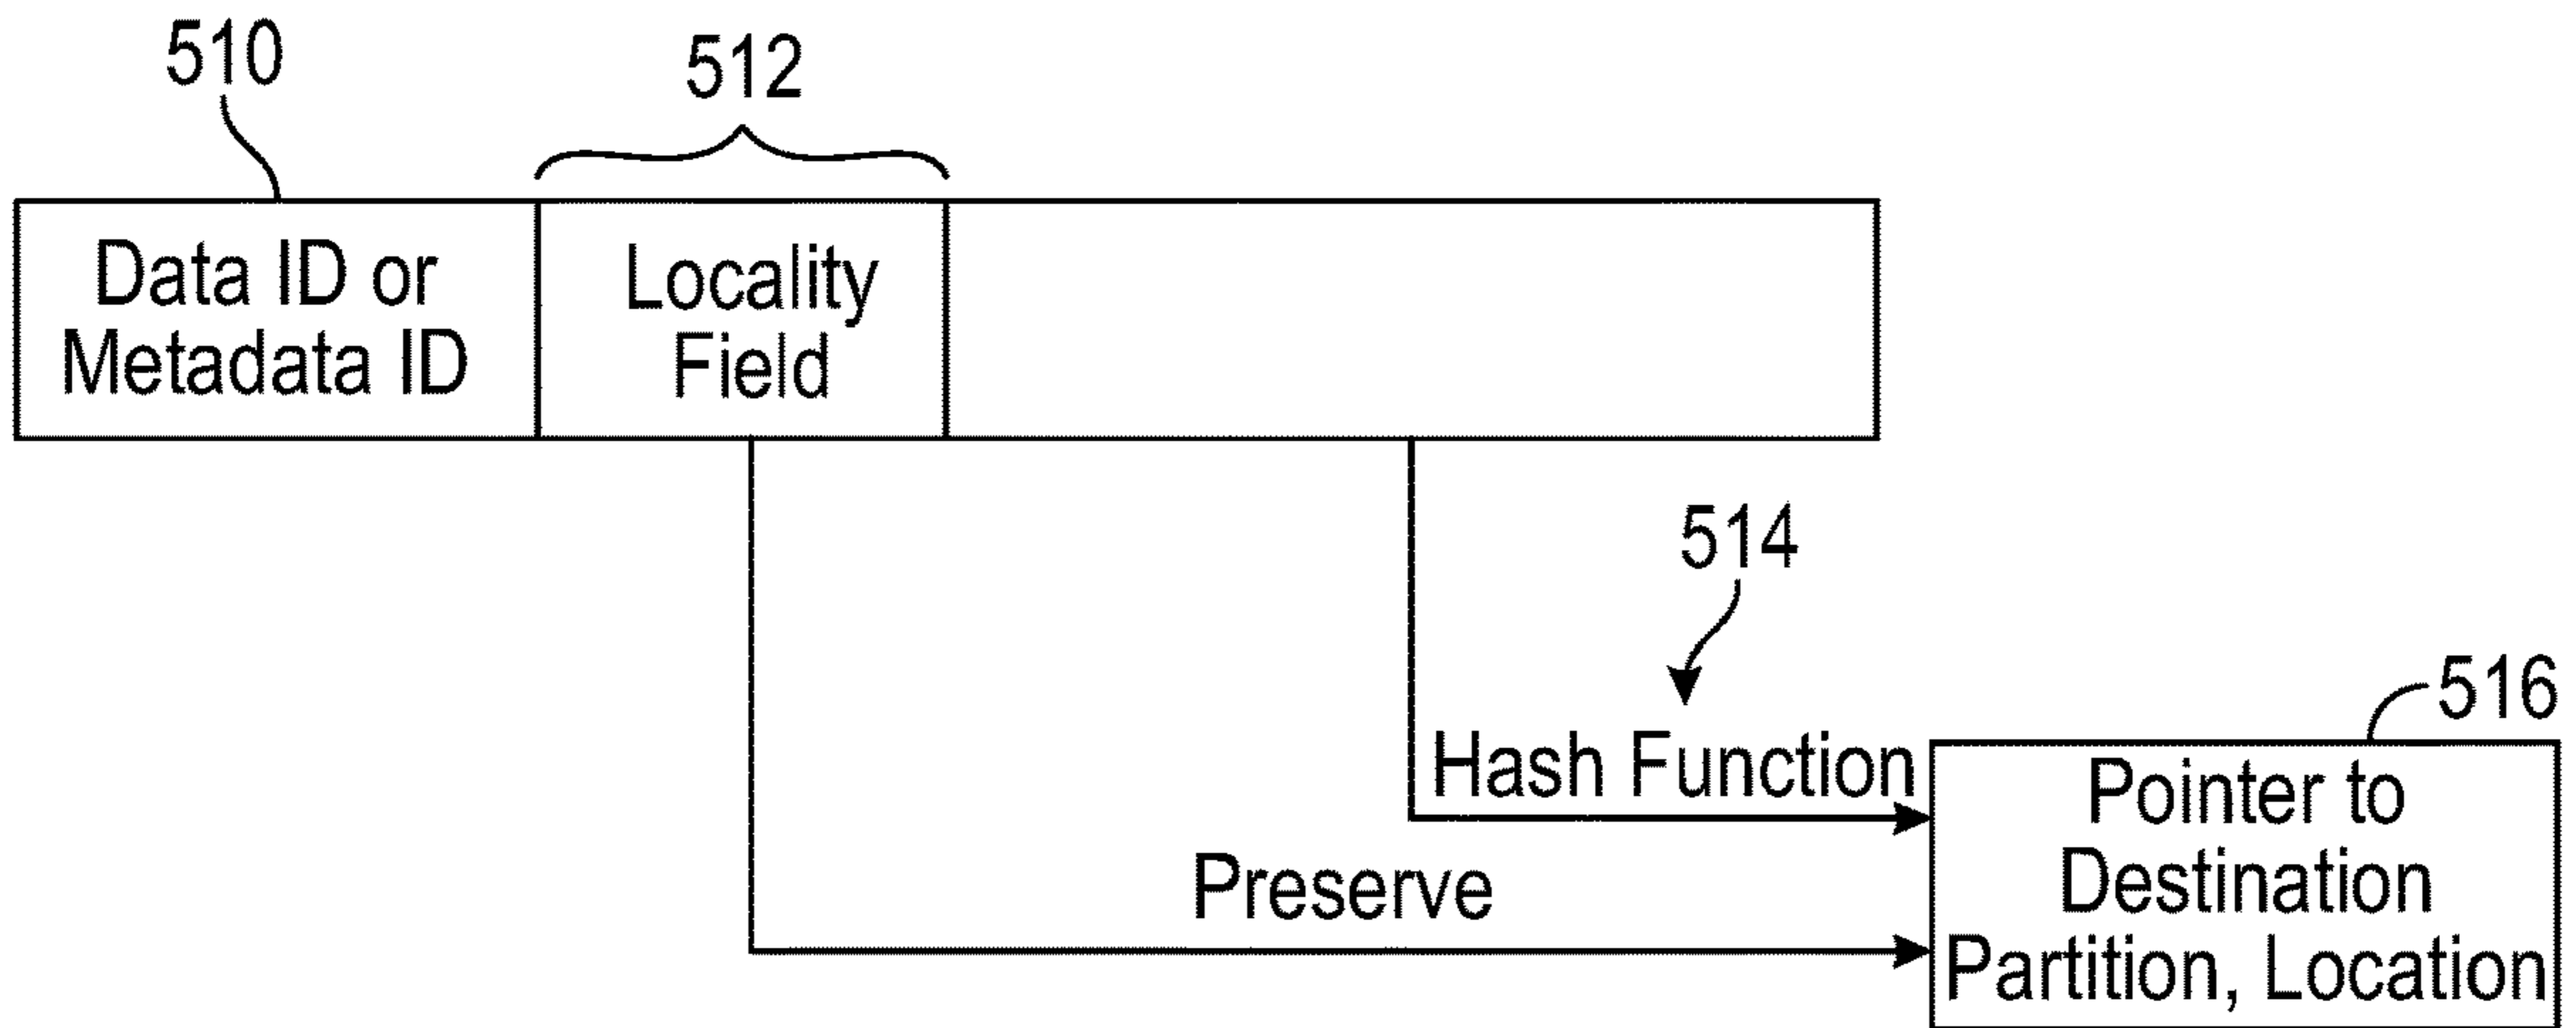 510
512
Data ID or
Metadata ID
Locality
Field
514
Hash Function
516
Preserve
Pointer to
Destination
Partition, Location